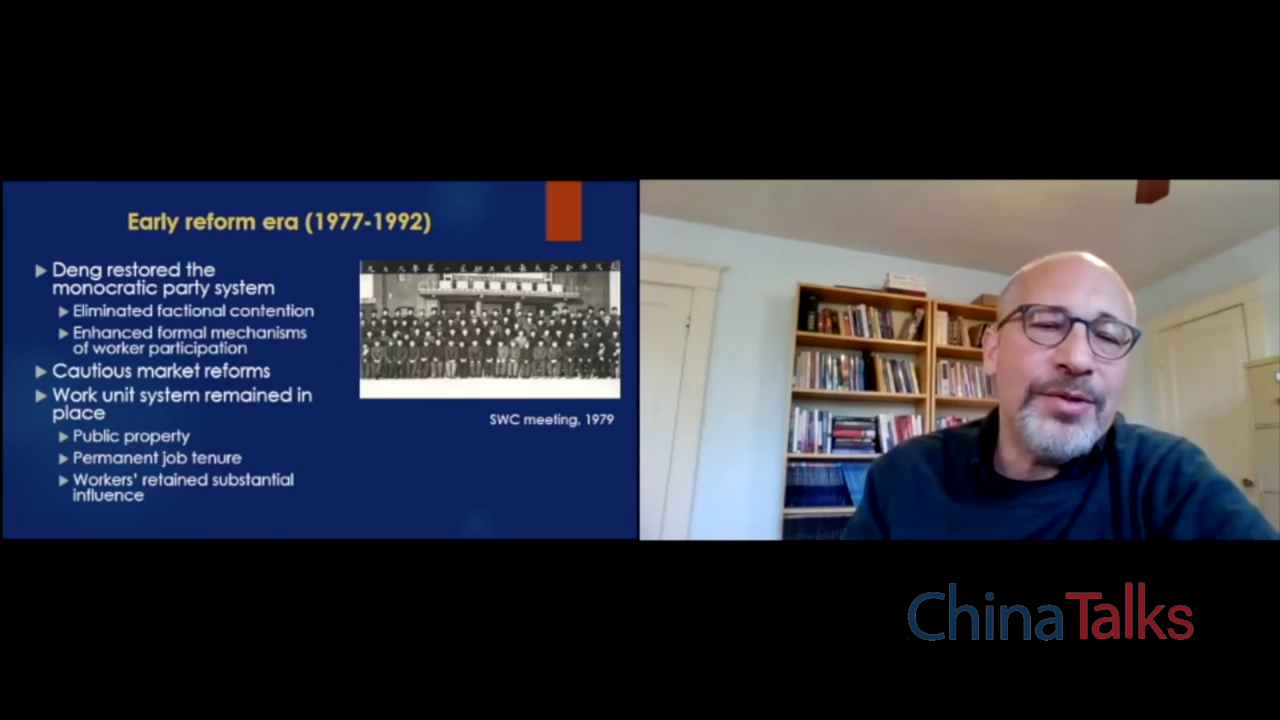 Early reform era (1977-1992)
Deng restored the
monocratic party system
Eliminated factional contention
Enhanced formal mechanisms
of worker participation
Cautious market reforms
Work unit system remained in
place
Public property
Permanent job tenure
Workers' retained substantial
influence
SWC meeting, 1979
ChinaTalks